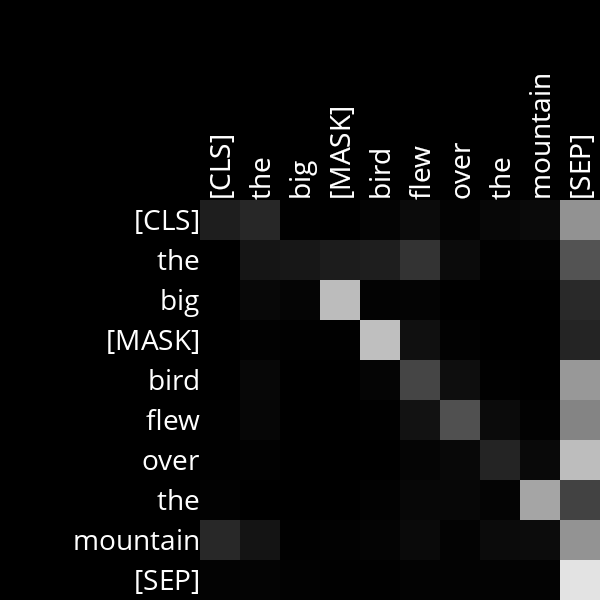 [CLS] the big [MASK] bird flew over the mountain [SEP]
[CLS]
the
big
[MASK]
bird
flew
over
the
mountain
[SEP]